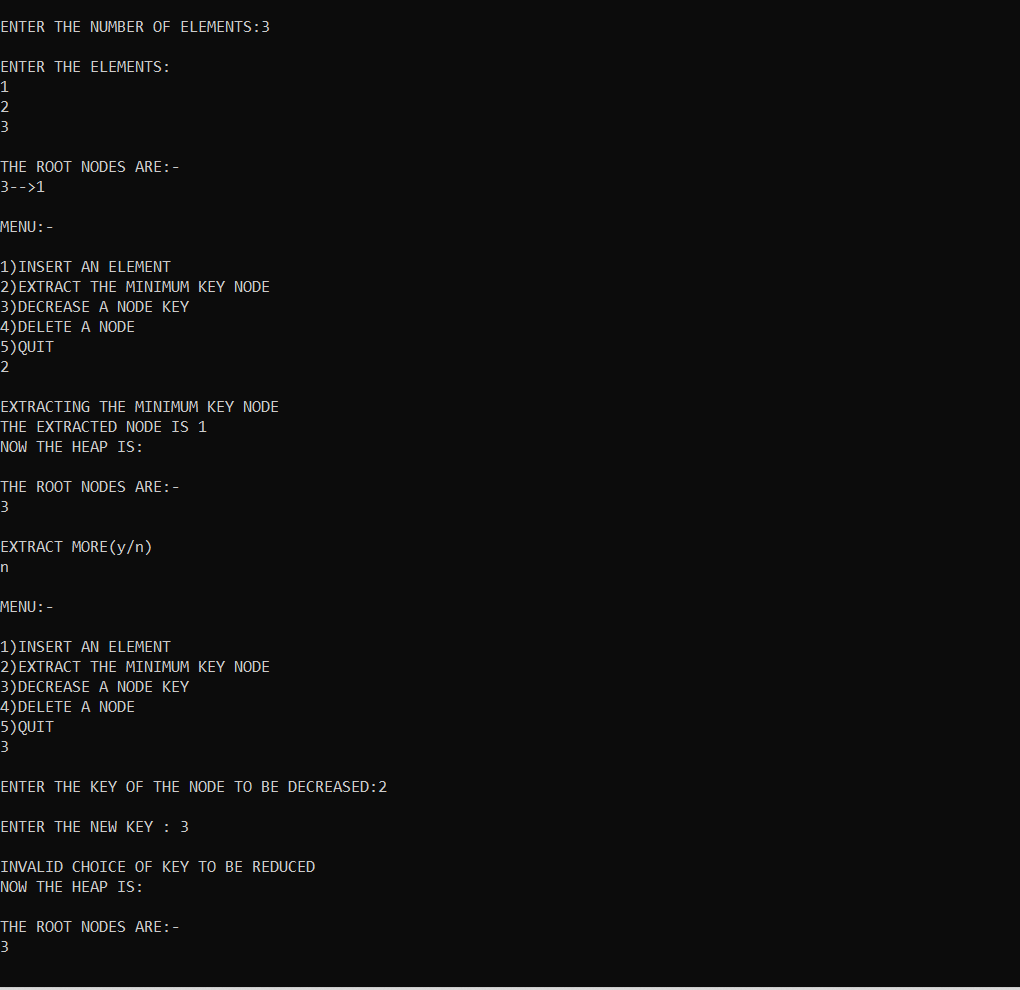 ENTER THE NUMBER OF ELEMENTS:3
ENTER THE ELEMENTS:
1
2
3
THE ROOT NODES ARE:-
3-->1
MENU:-
1)INSERT AN ELEMENT
2)EXTRACT THE MINIMUM KEY NODE
3)DECREASE A NODE KEY
4)DELETE A NODE
5)QUIT
2
EXTRACTING THE MINIMUM KEY NODE
THE EXTRACTED NODE IS 1
NOW THE HEAP IS:
THE ROOT NODES ARE:-
3
EXTRACT MORE(y/n)
n
MENU:-
1)INSERT AN ELEMENT
2)EXTRACT THE MINIMUM KEY NODE
3)DECREASE A NODE KEY
4)DELETE A NODE
5)QUIT
3
ENTER THE KEY OF THE NODE TO BE DECREASED:2
ENTER THE NEW KEY : 3
INVALID CHOICE OF KEY TO BE REDUCED
NOW THE HEAP IS:
THE ROOT NODES ARE:-
3